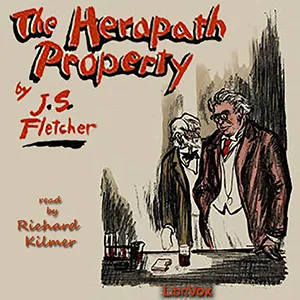 The Herapath
Property
by J.S.
Fletcher
read
by
Richard
Kilmer
LibriVox